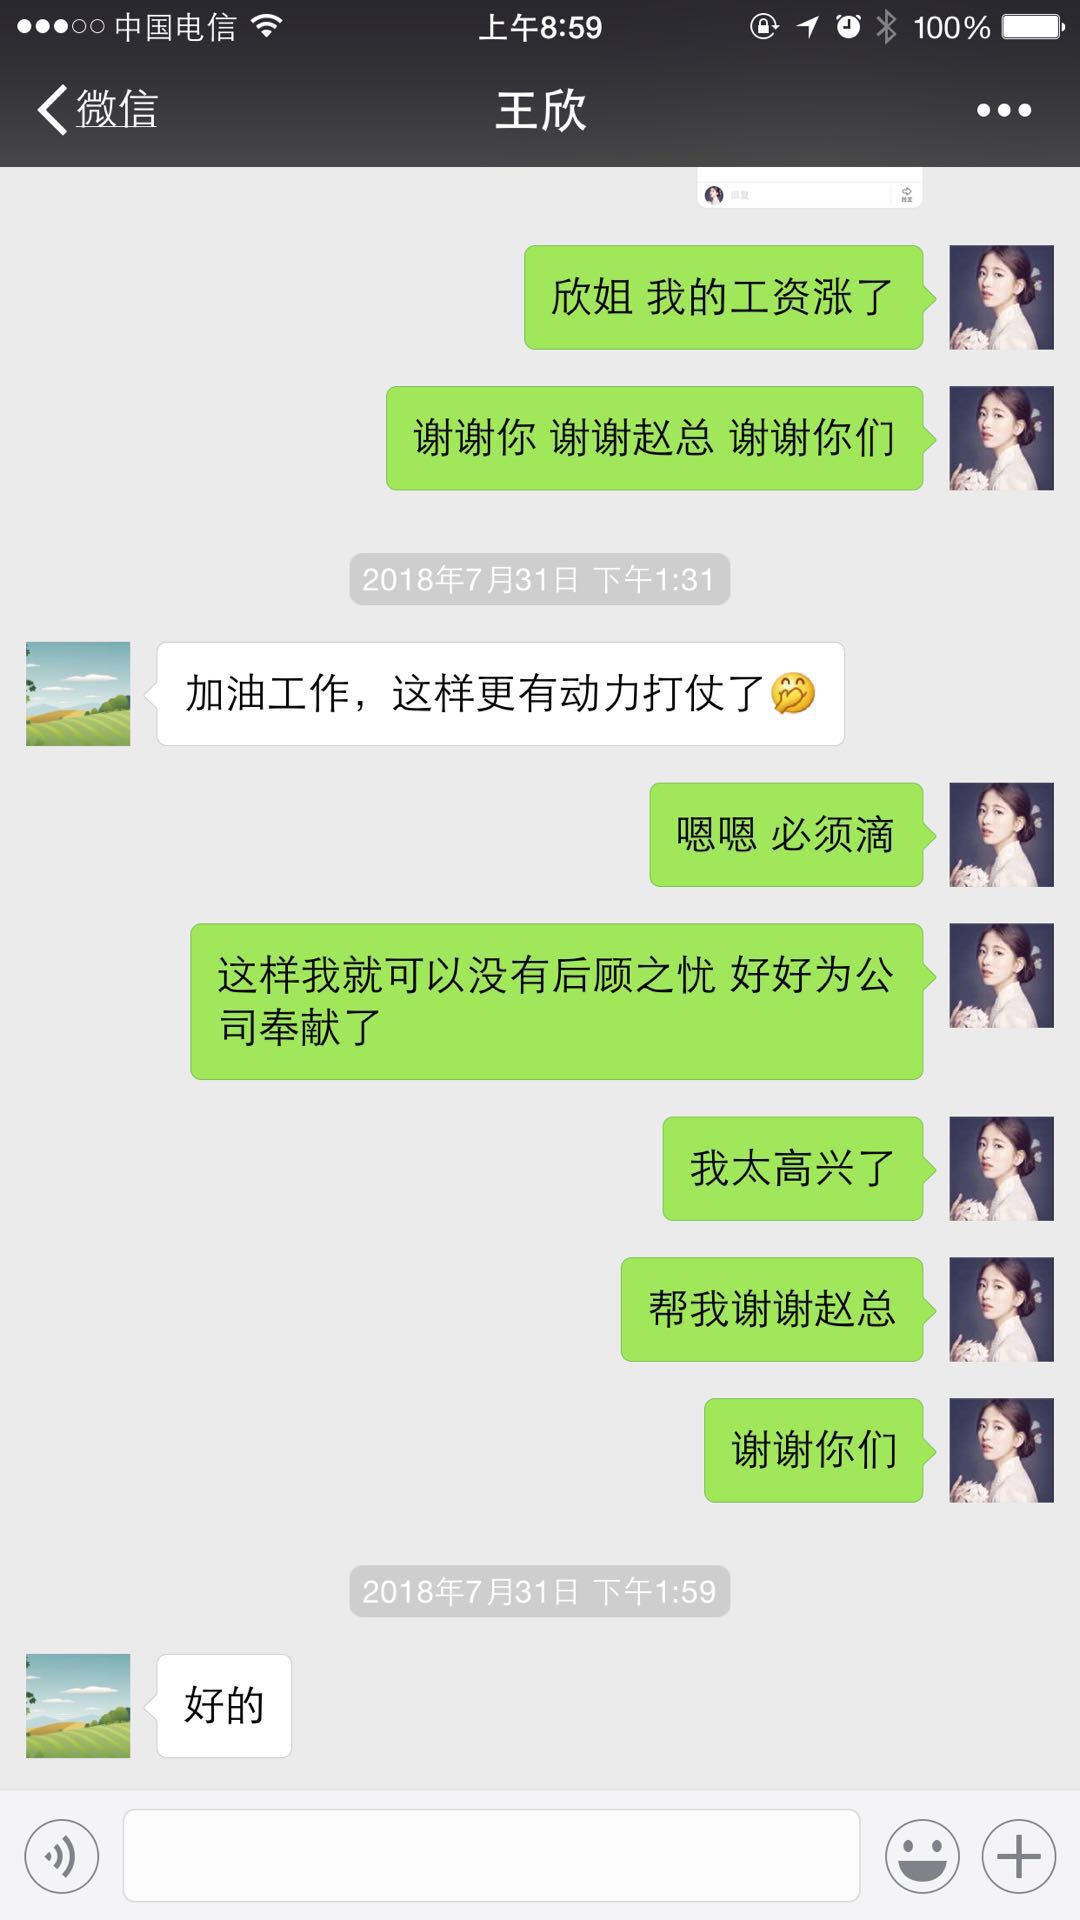 中国电信 上午8:59 100%
微信 王欣
回复 转发
欣姐 我的工资涨了
谢谢你 谢谢赵总 谢谢你们
2018年7月31日 下午1:31
加油工作，这样更有动力打仗了🤭
嗯嗯 必须滴
这样我就可以没有后顾之忧 好好为公
司奉献了
我太高兴了
帮我谢谢赵总
谢谢你们
2018年7月31日 下午1:59
好的